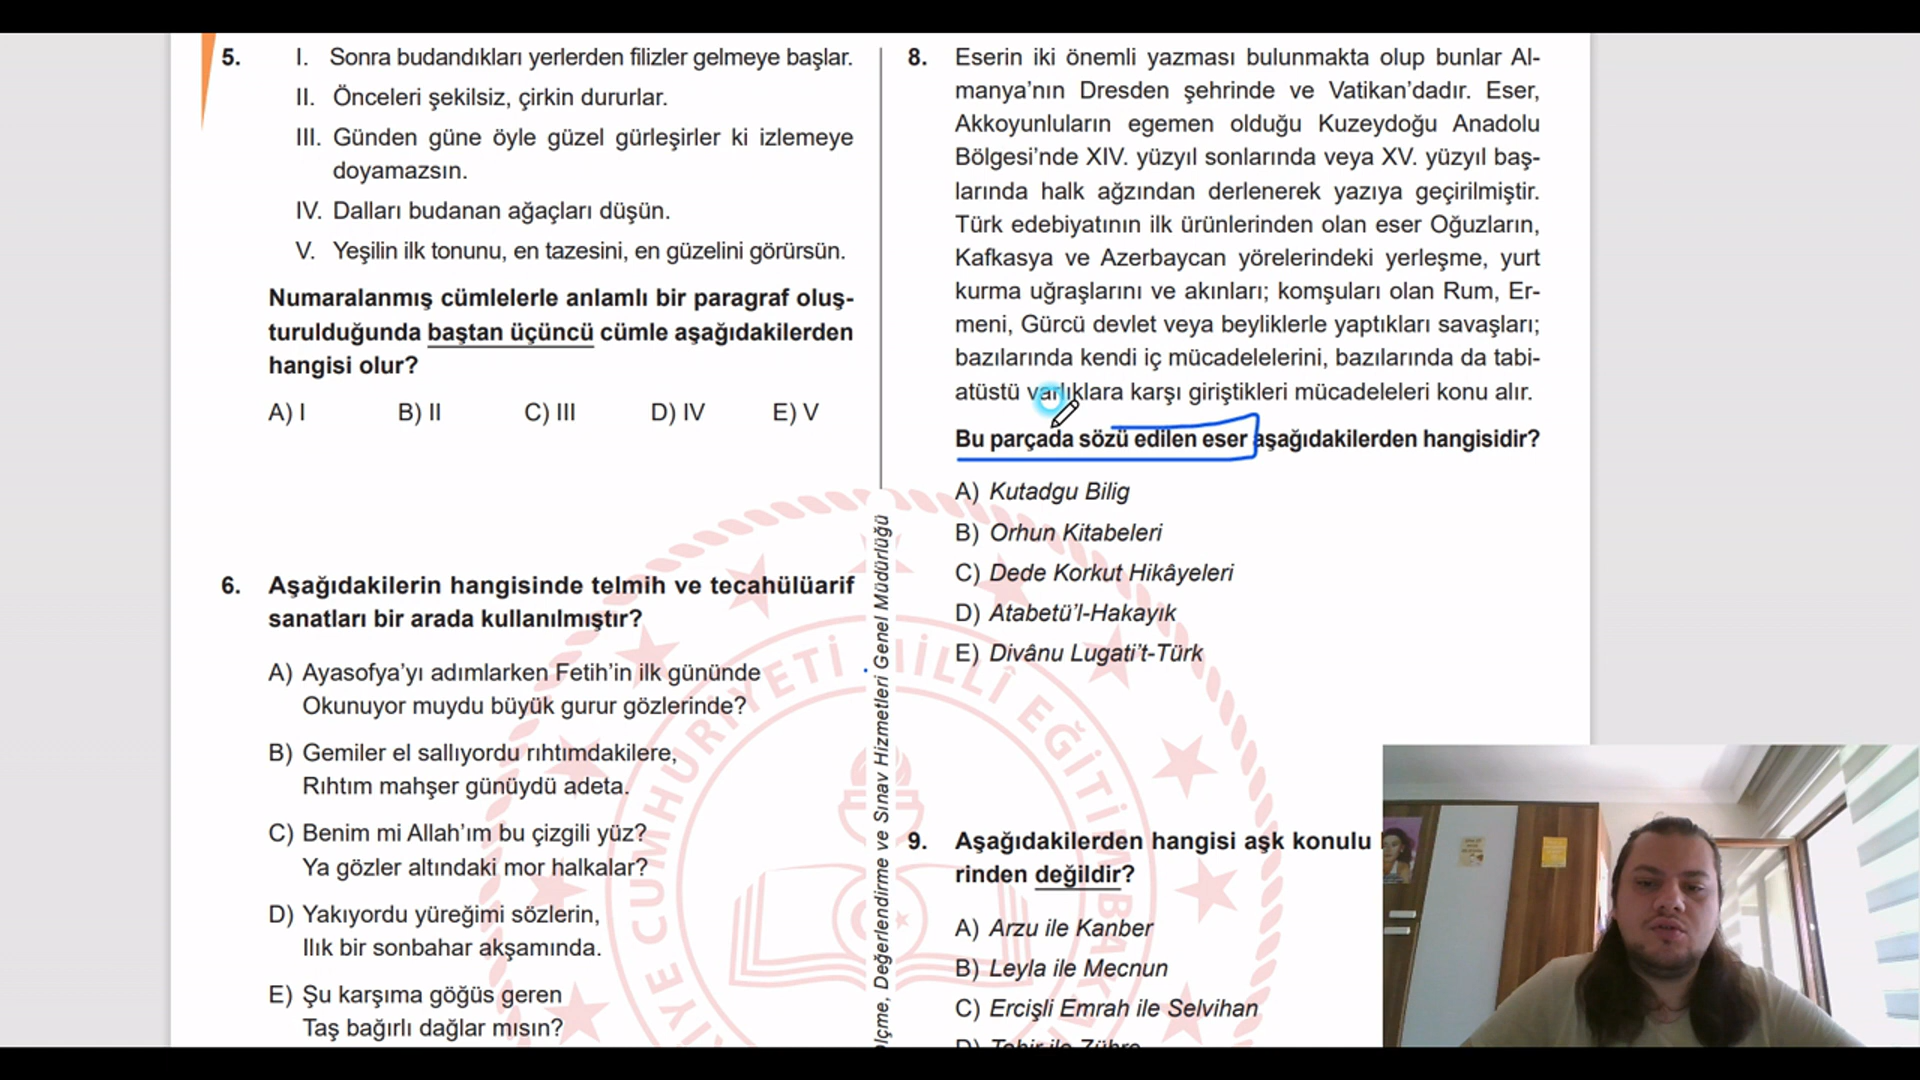 5. I. Sonra budandıkları yerlerden filizler gelmeye başlar.
II. Önceleri şekilsiz, çirkin dururlar.
III. Günden güne öyle güzel gürleşirler ki izlemeye
doyamazsın.
IV. Dalları budanan ağaçları düşün.
V. Yeşilin ilk tonunu, en tazesini, en güzelini görürsün.
Numaralanmış cümlelerle anlamlı bir paragraf oluş-
turulduğunda baştan üçüncü cümle aşağıdakilerden
hangisi olur?
A) I B) II C) III D) IV E) V
6. Aşağıdakilerin hangisinde telmih ve tecahülüarif
sanatları bir arada kullanılmıştır?
A) Ayasofya’yı adımlarken Fetih’in ilk gününde
Okunuyor muydu büyük gurur gözlerinde?
B) Gemiler el sallıyordu rıhtımdakilere,
Rıhtım mahşer günüydü adeta.
C) Benim mi Allah’ım bu çizgili yüz?
Ya gözler altındaki mor halkalar?
D) Yakıyordu yüreğimi sözlerin,
Ilık bir sonbahar akşamında.
E) Şu karşıma göğüs geren
Taş bağırlı dağlar mısın?
Ölçme, Değerlendirme ve Sınav Hizmetleri Genel Müdürlüğü
8. Eserin iki önemli yazması bulunmakta olup bunlar Al-
manya’nın Dresden şehrinde ve Vatikan’dadır. Eser,
Akkoyunluların egemen olduğu Kuzeydoğu Anadolu
Bölgesi’nde XIV. yüzyıl sonlarında veya XV. yüzyıl baş-
larında halk ağzından derlenerek yazıya geçirilmiştir.
Türk edebiyatının ilk ürünlerinden olan eser Oğuzların,
Kafkasya ve Azerbaycan yörelerindeki yerleşme, yurt
kurma uğraşlarını ve akınları; komşuları olan Rum, Er-
meni, Gürcü devlet veya beyliklerle yaptıkları savaşları;
bazılarında kendi iç mücadelelerini, bazılarında da tabi-
atüstü varlıklara karşı giriştikleri mücadeleleri konu alır.
Bu parçada sözü edilen eser aşağıdakilerden hangisidir?
A) Kutadgu Bilig
B) Orhun Kitabeleri
C) Dede Korkut Hikâyeleri
D) Atabetü’l-Hakayık
E) Divânu Lugati’t-Türk
9. Aşağıdakilerden hangisi aşk konulu
rinden değildir?
A) Arzu ile Kanber
B) Leyla ile Mecnun
C) Ercişli Emrah ile Selvihan
D) Tahir ile Zühre
KİYE CUMHURİYETİ MİLLÎ EĞİTİM BAKA